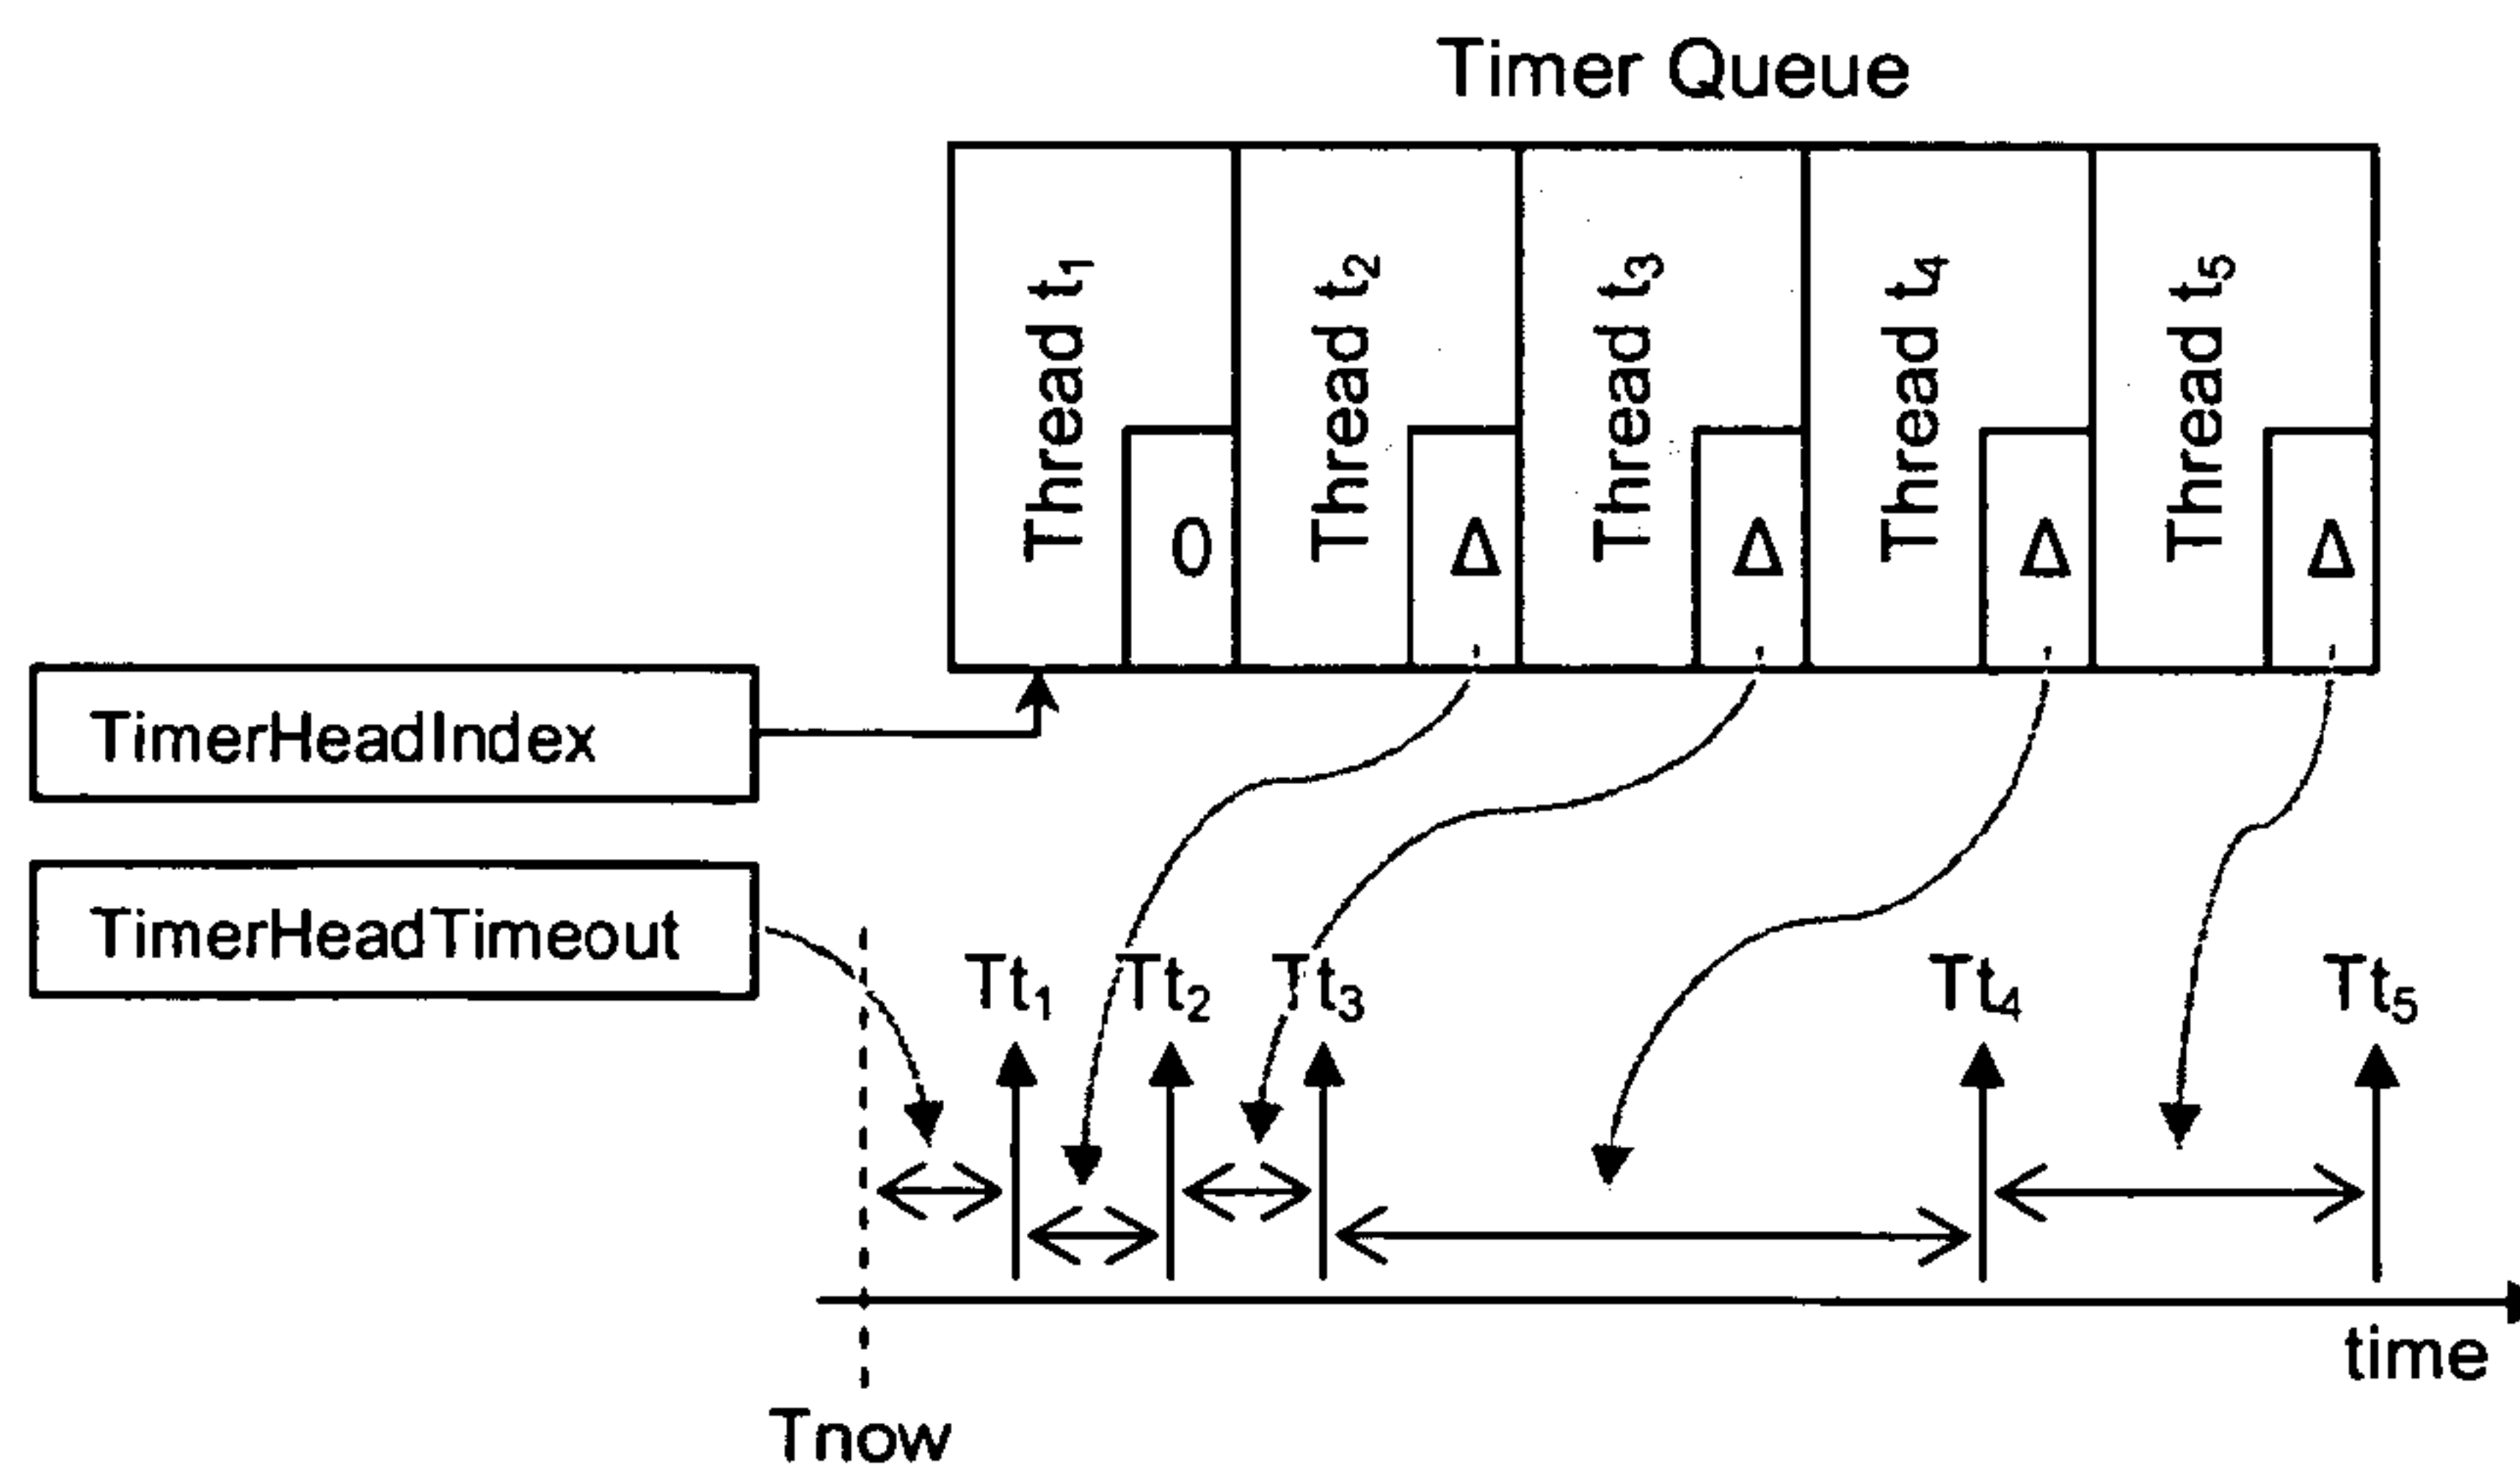 Timer Queue
Thread t₁
0
Thread t₂
Δ
Thread t₃
Δ
Thread t₄
Δ
Thread t₅
Δ
TimerHeadIndex
TimerHeadTimeout
Tt₁ Tt₂ Tt₃ Tt₄ Tt₅
time
Tnow